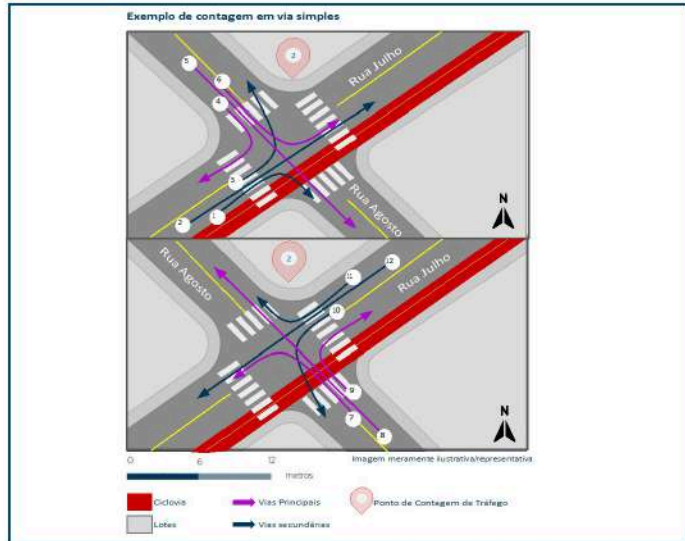 Exemplo de contagem em via simples
2
5
6
4
Rua Julho
3
2
1
Rua Agosto
N
2
Rua Agosto
11
12
Rua Julho
10
9
7
8
N
0
6
12
metros
Imagem meramente ilustrativa/representativa
Ciclovia
Vias Principais
Ponto de Contagem de Tráfego
Lotes
Vias secundárias